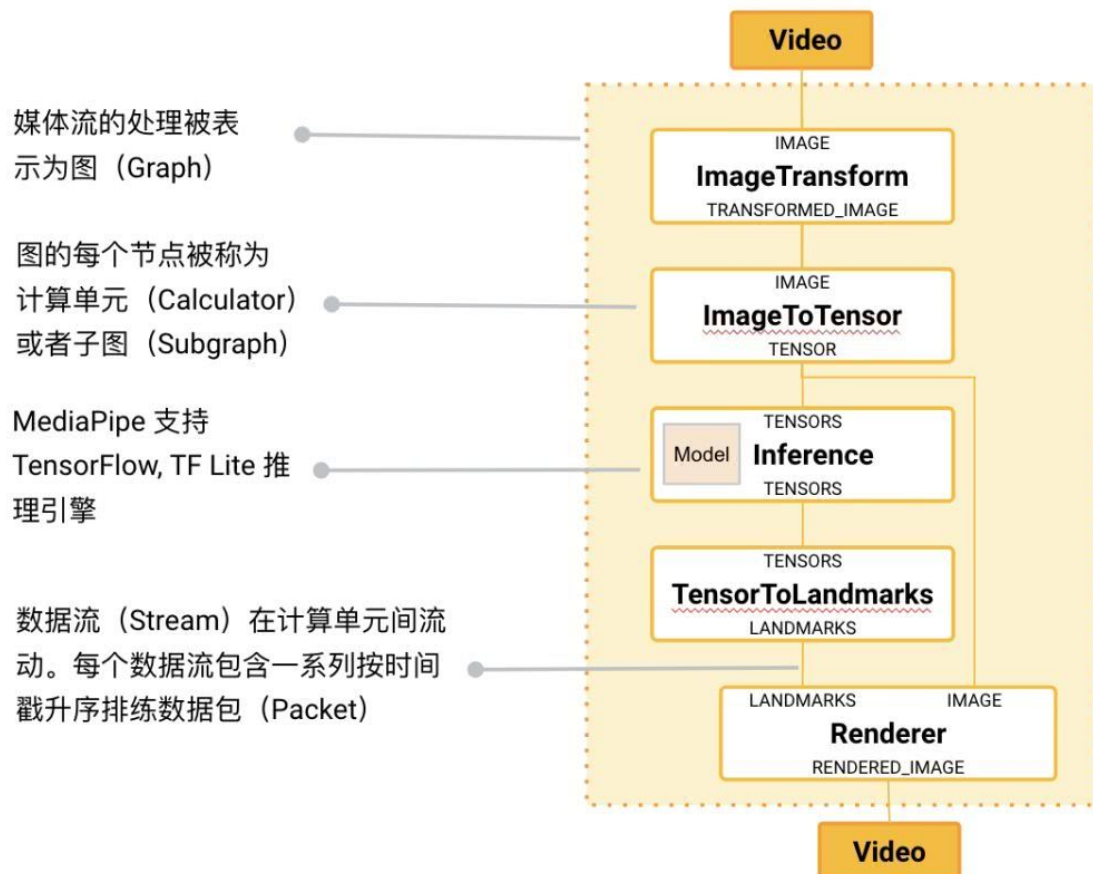 Video
媒体流的处理被表
示为图（Graph）
IMAGE
ImageTransform
TRANSFORMED_IMAGE
图的每个节点被称为
计算单元（Calculator）
或者子图（Subgraph）
IMAGE
ImageToTensor
TENSOR
MediaPipe 支持
TensorFlow, TF Lite 推
理引擎
TENSORS
Model
Inference
TENSORS
TENSORS
TensorToLandmarks
LANDMARKS
数据流（Stream）在计算单元间流
动。每个数据流包含一系列按时间
戳升序排练数据包（Packet）
LANDMARKS IMAGE
Renderer
RENDERED_IMAGE
Video